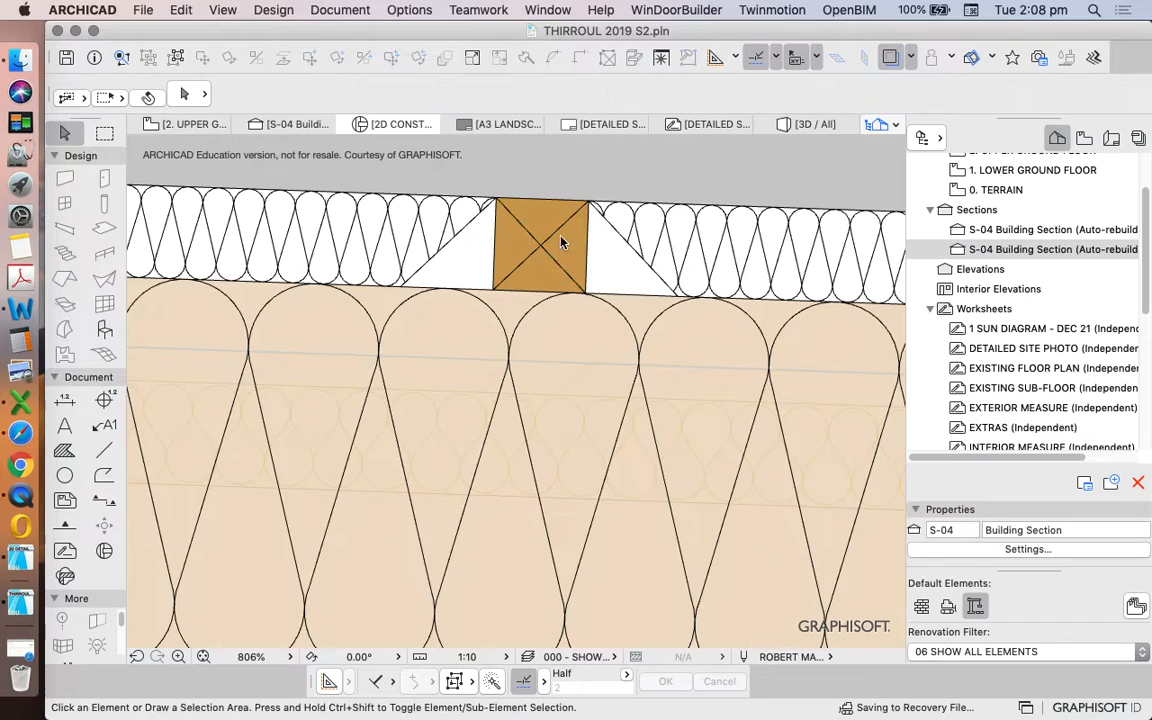 ARCHICAD File Edit View Design Document Options Teamwork Window Help WinDoorBuilder Twinmotion OpenBIM 100% Tue 2:08 pm
THIRROUL 2019 S2.pln
[2. UPPER G... [S-04 Buildi... [2D CONST... [A3 LANDSC... [DETAILED S... [DETAILED S... [3D / All]
ARCHICAD Education version, not for resale. Courtesy of GRAPHISOFT.
Design
Document
More
1. LOWER GROUND FLOOR
0. TERRAIN
Sections
S-04 Building Section (Auto-rebuild
S-04 Building Section (Auto-rebuild
Elevations
Interior Elevations
Worksheets
1 SUN DIAGRAM - DEC 21 (Independ
DETAILED SITE PHOTO (Independer
EXISTING FLOOR PLAN (Independer
EXISTING SUB-FLOOR (Independer
EXTERIOR MEASURE (Independent)
EXTRAS (Independent)
INTERIOR MEASURE (Independent)
Properties
S-04 Building Section
Settings...
Default Elements:
Renovation Filter:
06 SHOW ALL ELEMENTS
GRAPHISOFT.
806% 0.00° 1:10 000 - SHOW... N/A ROBERT MA...
Half
2
OK Cancel
Click an Element or Draw a Selection Area. Press and Hold Ctrl+Shift to Toggle Element/Sub-Element Selection.
Saving to Recovery File...
GRAPHISOFT ID